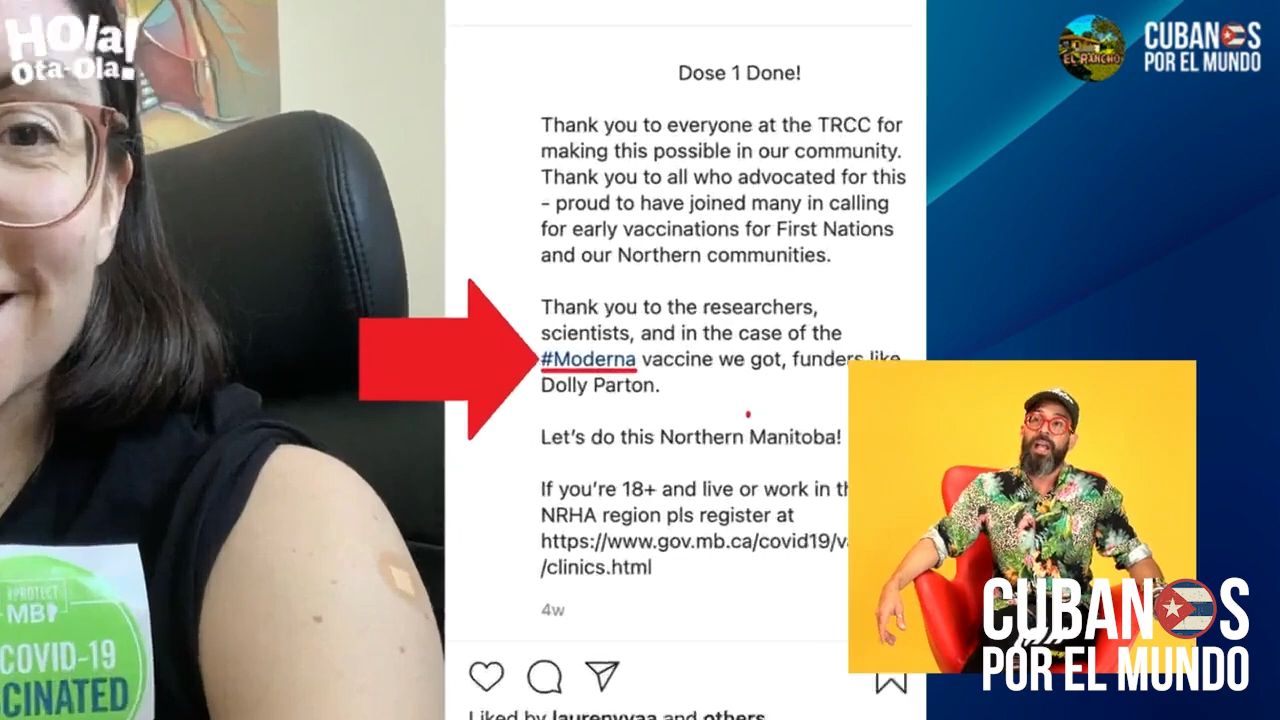 HOla!
Ota-Ola!
EL RANCHO
CUBANOS
POR EL MUNDO
Dose 1 Done!
Thank you to everyone at the TRCC for
making this possible in our community.
Thank you to all who advocated for this
– proud to have joined many in calling
for early vaccinations for First Nations
and our Northern communities.
Thank you to the researchers,
scientists, and in the case of the
#Moderna vaccine we got, funders like
Dolly Parton.
Let's do this Northern Manitoba!
If you're 18+ and live or work in th
NRHA region pls register at
https://www.gov.mb.ca/covid19/va
/clinics.html
4w
Liked by laurenvvaa and others
#PROTECT
MB
COVID-19
CCINATED
CUBANOS
POR EL MUNDO